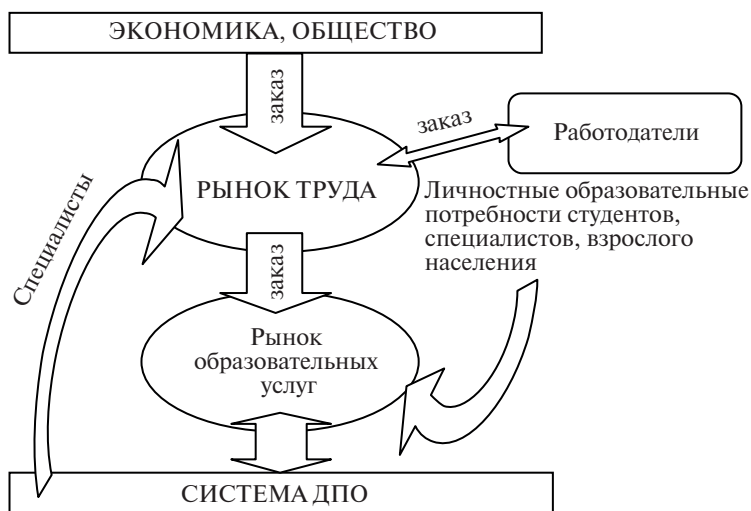 ЭКОНОМИКА, ОБЩЕСТВО
заказ
заказ
Работодатели
РЫНОК ТРУДА
Специалисты
Личностные образовательные
потребности студентов,
специалистов, взрослого
населения
заказ
Рынок
образовательных
услуг
СИСТЕМА ДПО